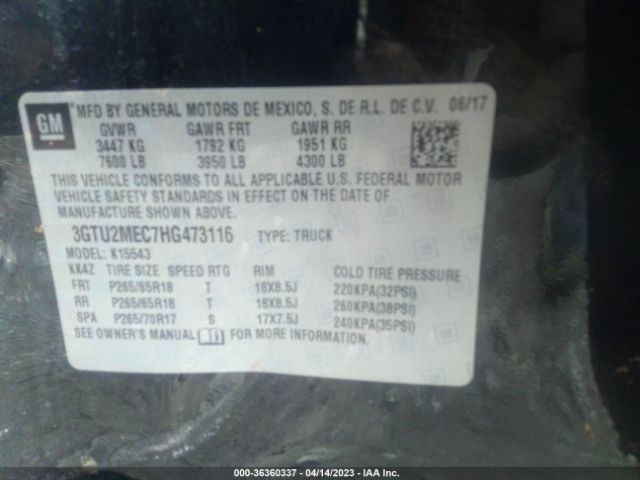 GM
MFD BY GENERAL MOTORS DE MEXICO, S. DE R.L. DE C.V. 06/17
GVWR GAWR FRT GAWR RR
3447 KG 1792 KG 1951 KG
7600 LB 3950 LB 4300 LB
THIS VEHICLE CONFORMS TO ALL APPLICABLE U.S. FEDERAL MOTOR
VEHICLE SAFETY STANDARDS IN EFFECT ON THE DATE OF
MANUFACTURE SHOWN ABOVE.
3GTU2MEC7HG473116 TYPE: TRUCK
MODEL: K15543
KK4Z TIRE SIZE SPEED RTG RIM COLD TIRE PRESSURE
FRT P265/65R18 T 18X8.5J 220KPA(32PSI)
RR P265/65R18 T 18X8.5J 260KPA(38PSI)
SPA P265/70R17 S 17X7.5J 240KPA(35PSI)
SEE OWNER'S MANUAL FOR MORE INFORMATION.
000-36360337 - 04/14/2023 - IAA Inc.